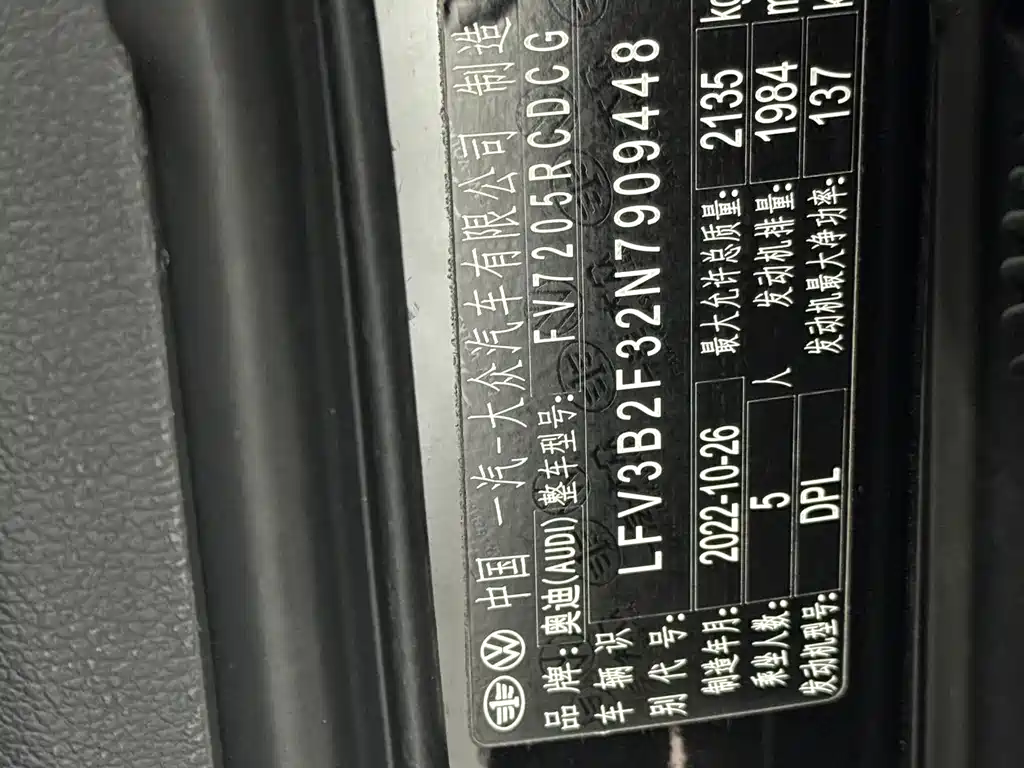 中国 一汽-大众汽车有限公司 制造
品牌: 奥迪(AUDI) 整车型号: FV7205RCDCG
车辆识别代号: LFV3B2F32N7909448
制造年月: 2022-10-26 最大允许总质量: 2135 kg
乘坐人数: 5 人 发动机排量: 1984 m
发动机型号: DPL 发动机最大净功率: 137 k